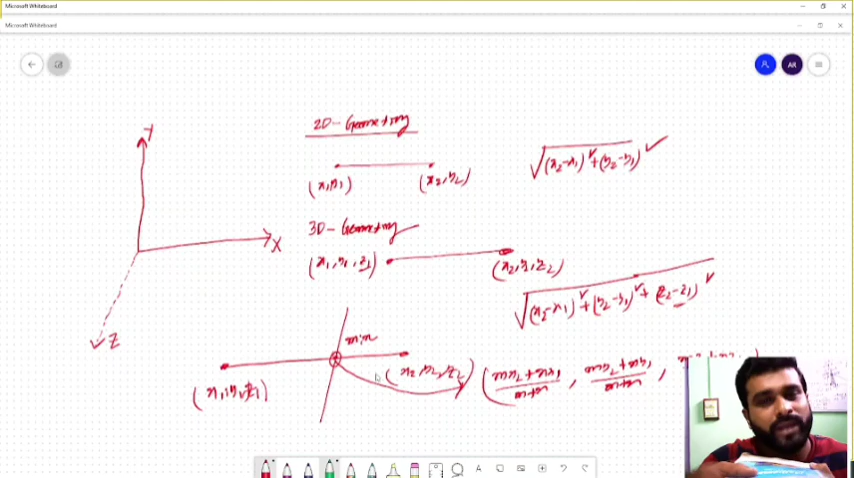 Microsoft Whiteboard
Microsoft Whiteboard
AR
2D - Geometry
Y
√(x₂-x₁)²+(y₂-y₁)²
(x₁,y₁)
(x₂,y₂)
3D - Geometry
X
(x₁,y₁,z₁)
(x₂,y₂,z₂)
√(x₂-x₁)²+(y₂-y₁)²+(z₂-z₁)²
Z
m:n
(x₁,y₁,z₁)
(x₂,y₂,z₂)
(mx₂+nx₁/m+n, my₂+ny₁/m+n,
A